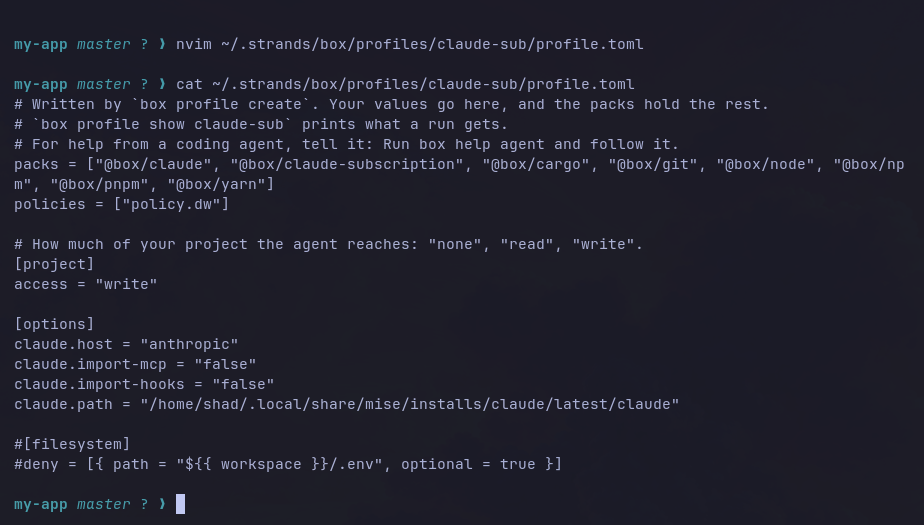 my-app master ? ❯ nvim ~/.strands/box/profiles/claude-sub/profile.toml
my-app master ? ❯ cat ~/.strands/box/profiles/claude-sub/profile.toml
# Written by `box profile create`. Your values go here, and the packs hold the rest.
# `box profile show claude-sub` prints what a run gets.
# For help from a coding agent, tell it: Run box help agent and follow it.
packs = ["@box/claude", "@box/claude-subscription", "@box/cargo", "@box/git", "@box/node", "@box/np
m", "@box/pnpm", "@box/yarn"]
policies = ["policy.dw"]
# How much of your project the agent reaches: "none", "read", "write".
[project]
access = "write"
[options]
claude.host = "anthropic"
claude.import-mcp = "false"
claude.import-hooks = "false"
claude.path = "/home/shad/.local/share/mise/installs/claude/latest/claude"
#[filesystem]
#deny = [{ path = "${{ workspace }}/.env", optional = true }]
my-app master ? ❯